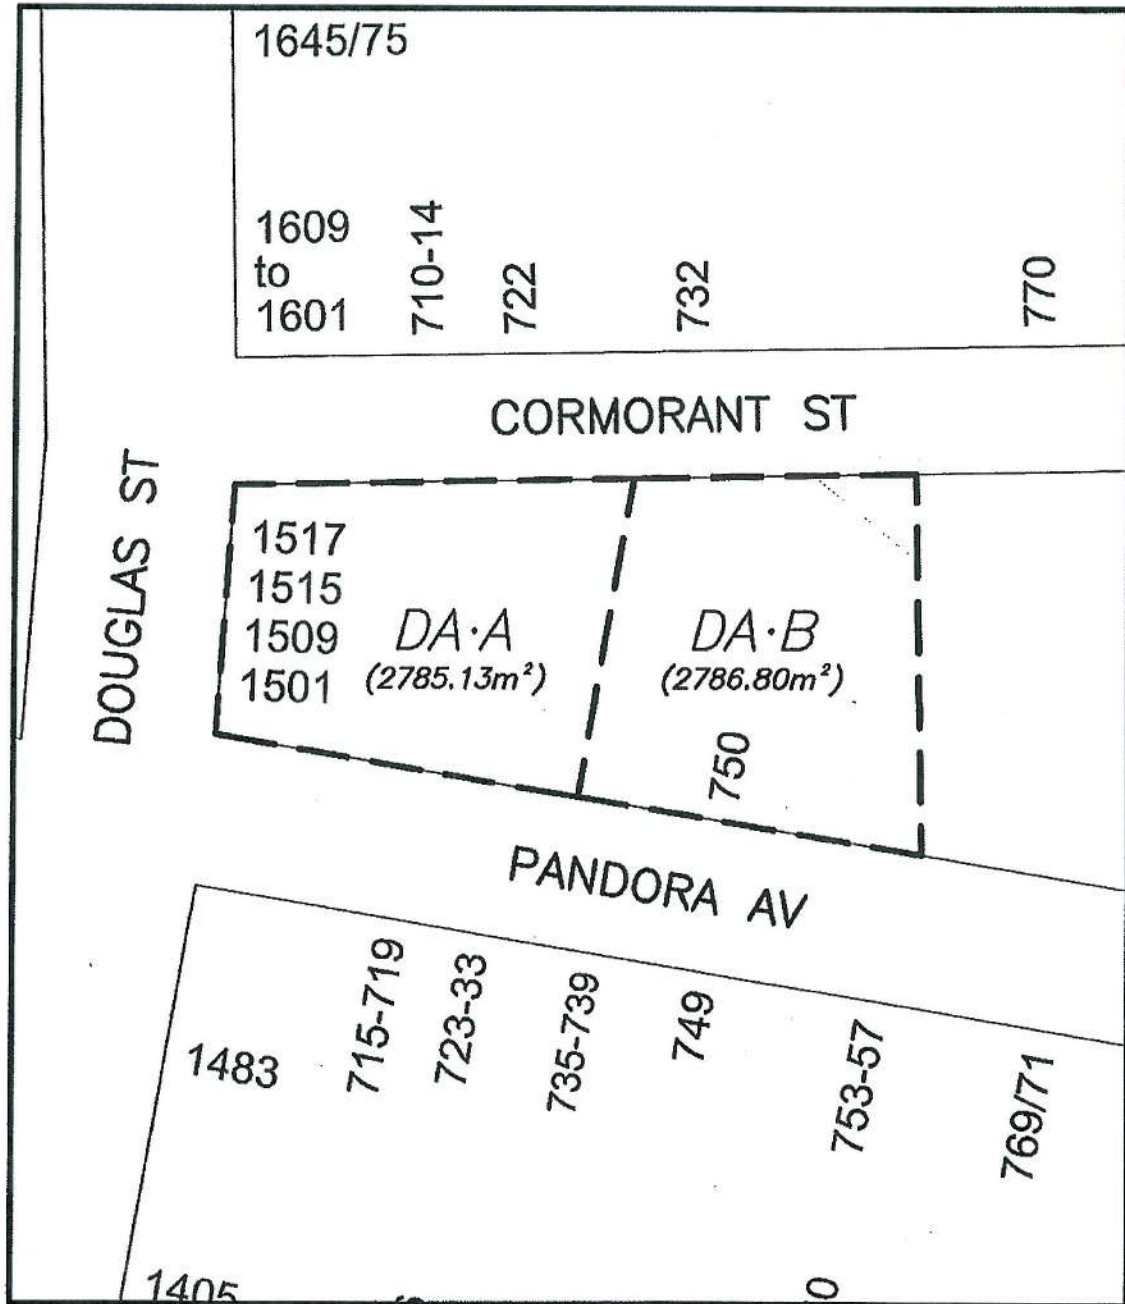 1645/75
1609
to
1601
710-14
722
732
770
CORMORANT ST
DOUGLAS ST
1517
1515
1509
1501
DA·A
(2785.13m²)
DA·B
(2786.80m²)
750
PANDORA AV
1483
715-719
723-33
735-739
749
753-57
769/71
1405